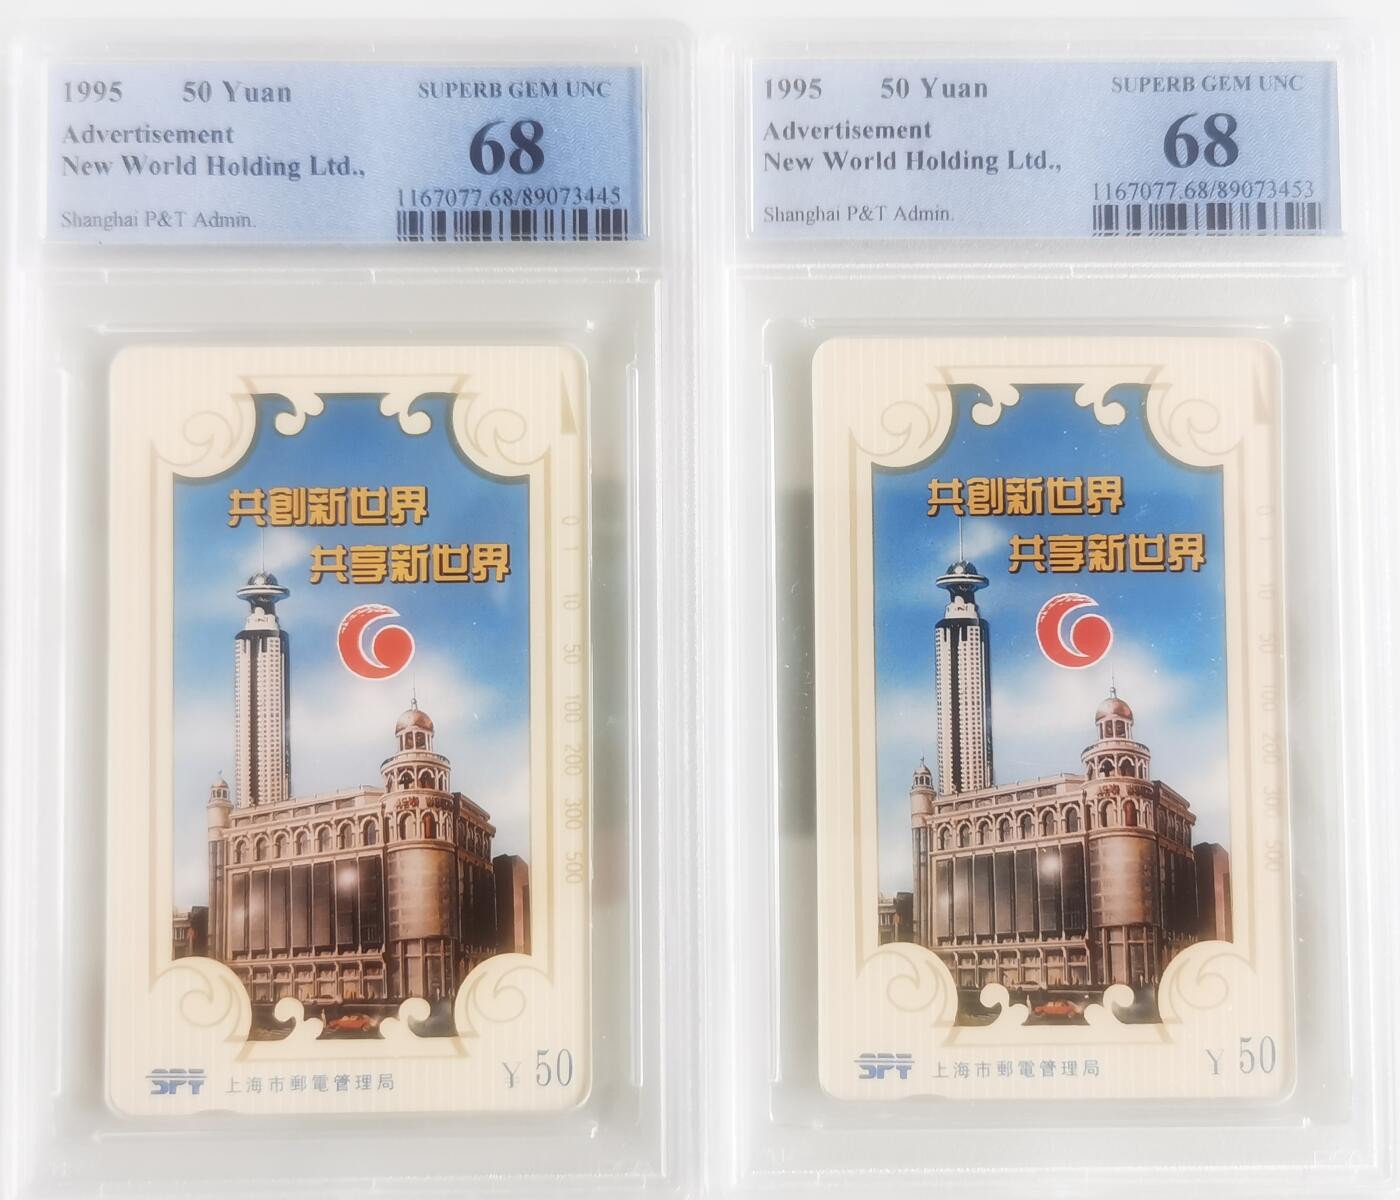 1995 50 Yuan
SUPERB GEM UNC
Advertisement
68
New World Holding Ltd.,
1167077.68/89073445
Shanghai P&T Admin.
共創新世界
共享新世界
0 1 10 50 100 200 300 500
SPT 上海市郵電管理局
¥ 50
1995 50 Yuan
SUPERB GEM UNC
Advertisement
68
New World Holding Ltd.,
1167077.68/89073453
Shanghai P&T Admin.
共創新世界
共享新世界
0 1 10 50 100 200 300 500
SPT 上海市郵電管理局
¥ 50